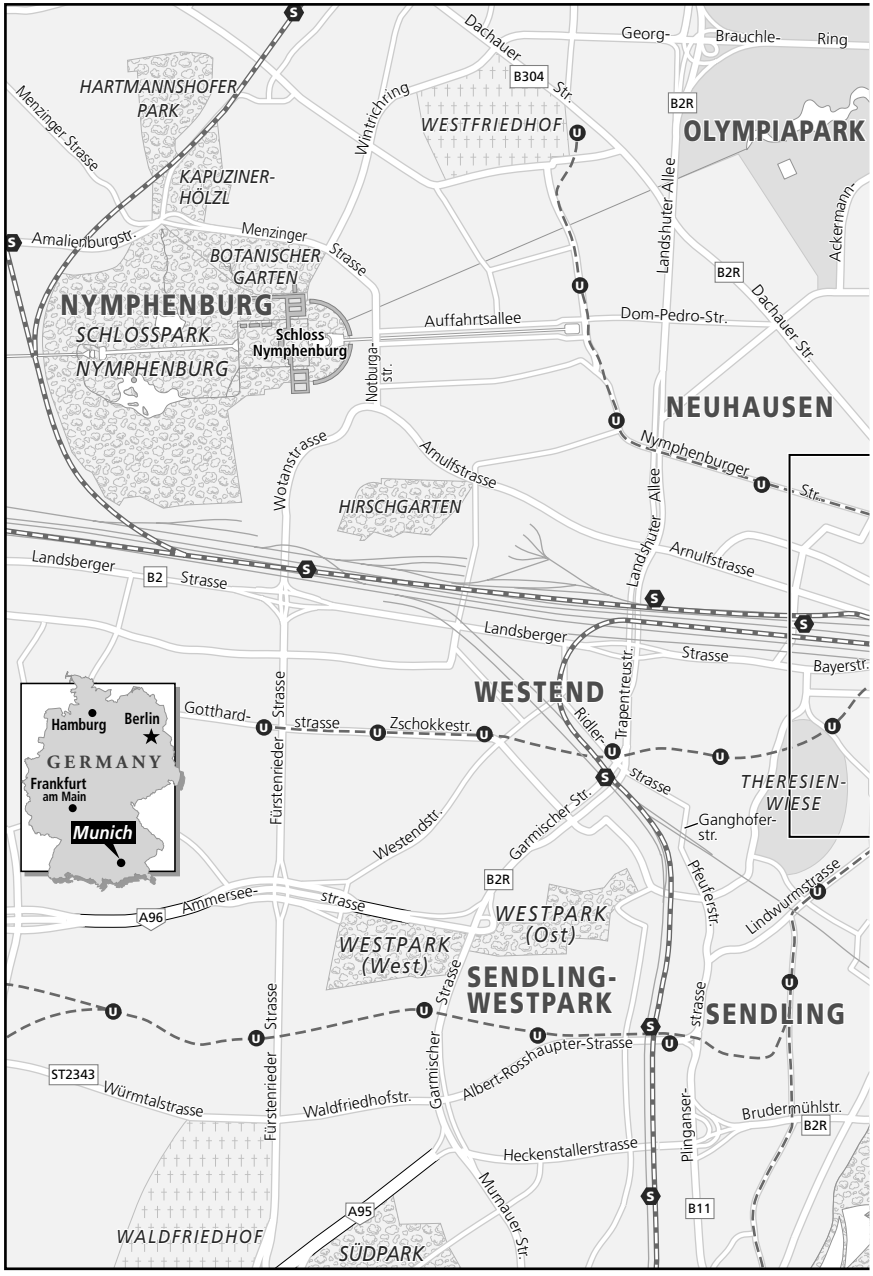 S
Georg-
Brauchle-
Ring
Dachauer
Str.
B304
HARTMANNSHOFER
PARK
Menzinger Strasse
Wintrichring
WESTFRIEDHOF
U
B2R
OLYMPIAPARK
KAPUZINER-
HÖLZL
Landshuter Allee
Ackermann-
S
Amalienburgstr.
Menzinger
Strasse
BOTANISCHER
GARTEN
B2R
Dachauer-Str.
U
NYMPHENBURG
SCHLOSSPARK
NYMPHENBURG
Schloss
Nymphenburg
Auffahrtsallee
Dom-Pedro-Str.
Notburga-
str.
NEUHAUSEN
U
Nymphenburger
Str.
U
Wotanstrasse
Arnulfstrasse
HIRSCHGARTEN
Landshuter
Allee
Arnulfstrasse
Landsberger
Strasse
B2
S
S
S
Landsberger
Strasse
Bayerstr.
WESTEND
Trapentreustr.
Ridler-
strasse
Gotthard-
strasse
Zschokkestr.
U
U
U
U
U
U
S
Fürstenrieder
Strasse
Hamburg
Berlin
GERMANY
Frankfurt
am Main
Munich
THERESIEN-
WIESE
Ganghofer-
str.
Garmischer Str.
Westendstr.
Pfeuferstr.
Lindwurmstrasse
U
B2R
Ammersee-
strasse
A96
WESTPARK
(West)
WESTPARK
(Ost)
SENDLING-
WESTPARK
SENDLING
U
U
U
U
U
S
U
Fürstenrieder
Strasse
Garmischer
Strasse
Albert-Rosshaupter-Strasse
Plinganser-
strasse
ST2343
Würmtalstrasse
Waldfriedhofstr.
Brudermühlstr.
B2R
Heckenstallerstrasse
Murnauer Str.
S
B11
A95
WALDFRIEDHOF
SÜDPARK